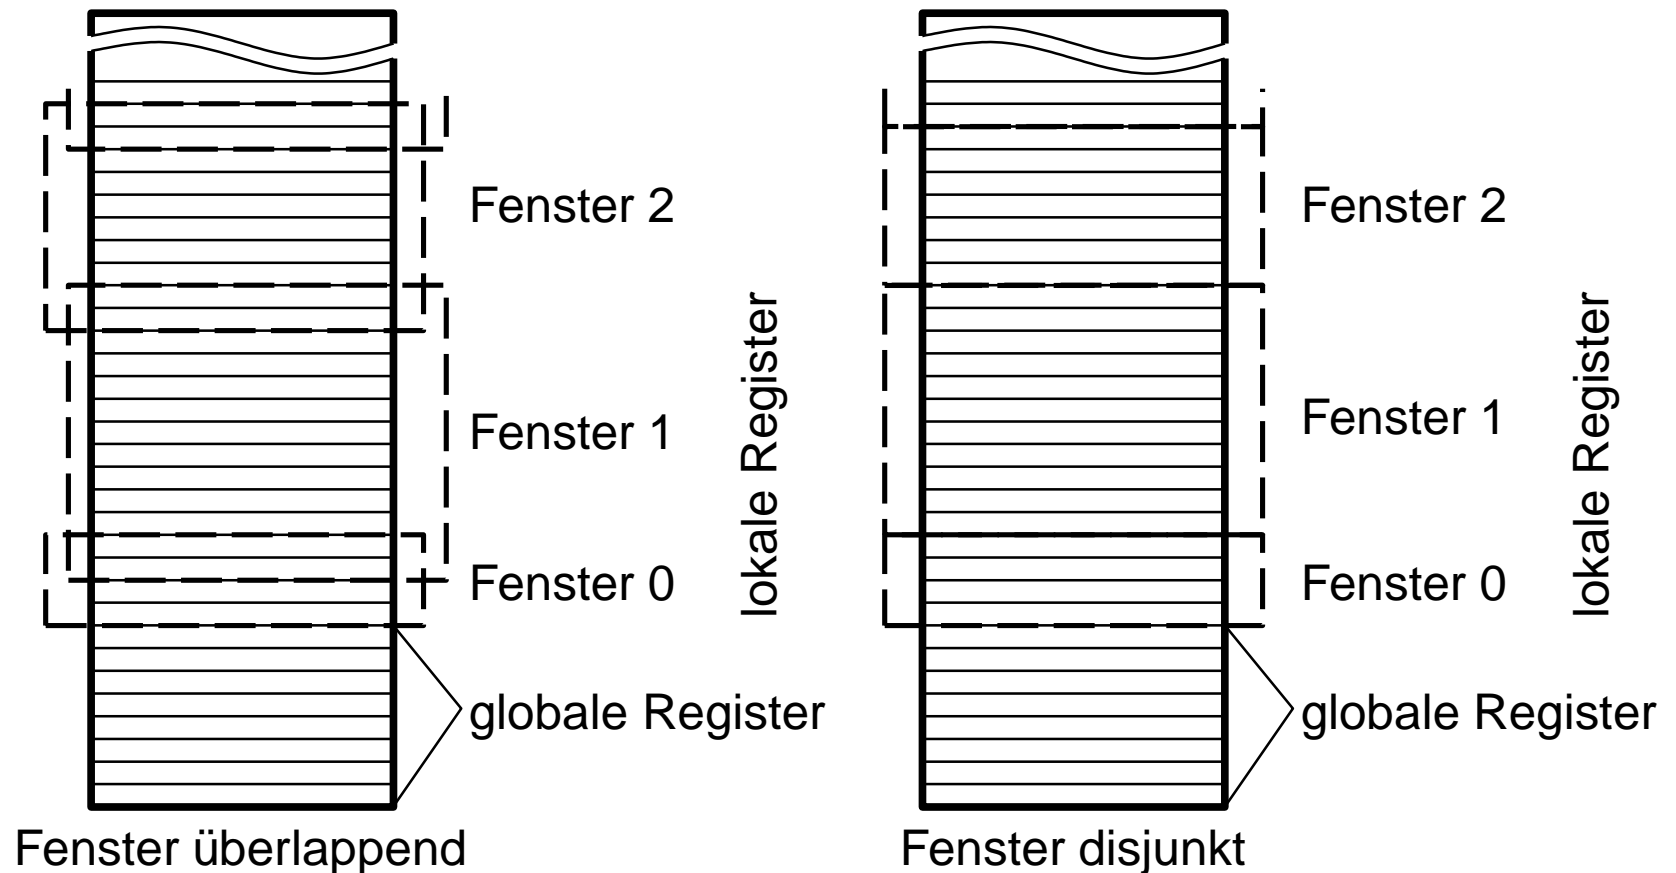 Fenster 2
Fenster 1
Fenster 0
lokale Register
globale Register
Fenster überlappend
Fenster 2
Fenster 1
Fenster 0
lokale Register
globale Register
Fenster disjunkt